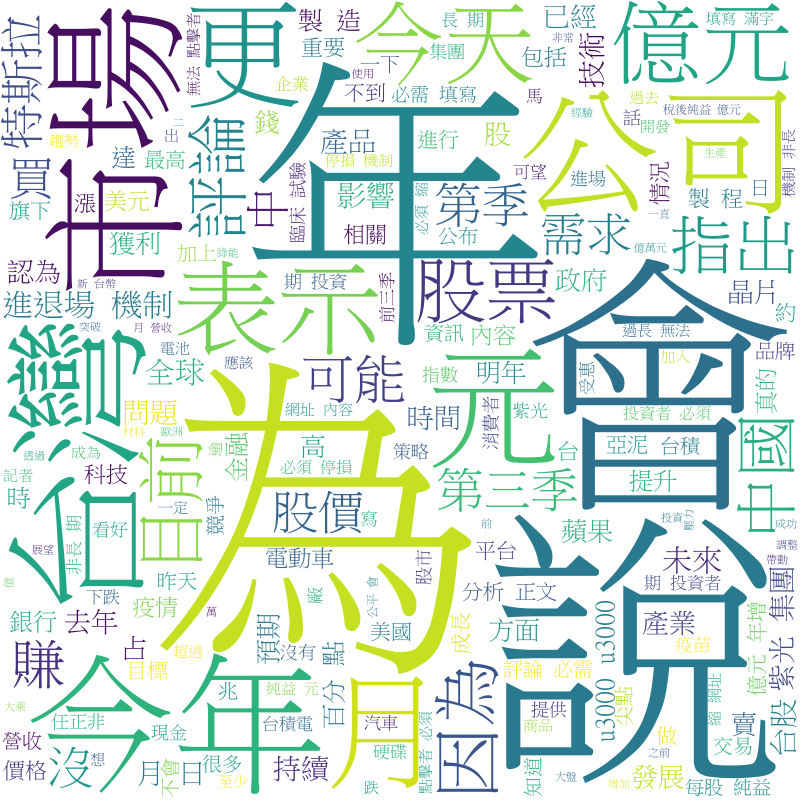 特斯拉
市場
更
今天
億元
製 造
長 期
集團
已經
填寫 滿字
無法 點擊者
重要
一下
包括
技術
非常
使用
企業
不到
必需 填寫
馬
過去
稅後純益 億元
開發
經驗
趨勢
出
二
買
達
最高
評論
年
錢
產品
進行
股
公司
話
生產
機制 非長
旗下
漲
美元
中
臨床 試驗
停損 機制
影響
第季
可望
必須 縮
進場
情況
製 程
日
一直
獲利
相關
公布
需求
指出
認為
加上
綠能
台灣
表示
股票
期 投資
前三季
政府
億萬元
晶片
約
進退場 機制
新 台幣
資訊 內容
過長 無法
品牌
突破
月 營收
會
加入
受惠
電池
應該
可能
元
全球
指數
明年
真的
問題
網址 內容
時間
消費者
紫光
投資者 必須
目前
為
高
策略
台
亞泥 台積
中國
材料
透過
成為
歐洲
金融
必須 停損
記者
科技
第三季
提升
時
一定
競爭
股價
寫
蘋果
看好
非長 期
前
投資
壓力
成功
展望
電動車
股市
平台
未來
調整
昨天
萬
說
期 投資者
帶動
億
下跌
疫情
蔽
公平 會
分析 正文
集團
銀行
去年
預期
沒有
點
美國
成長
方面
u3000 u3000
產業
紫光
億元 年增
賺
占
目標
超過
今年
兆
純益 元
百分
月
因為
評論 必需
尖點
疫苗
縮 網址
台股
大乘
任正非
現金
台積電
汽車
提供
商品
賣
交易
營收
沒
想
硬碟
點擊者 必須
知道
做
之前
價格
月 日
不會
很多
至少
持續
跌
大盤
增加
發展
每股 純益